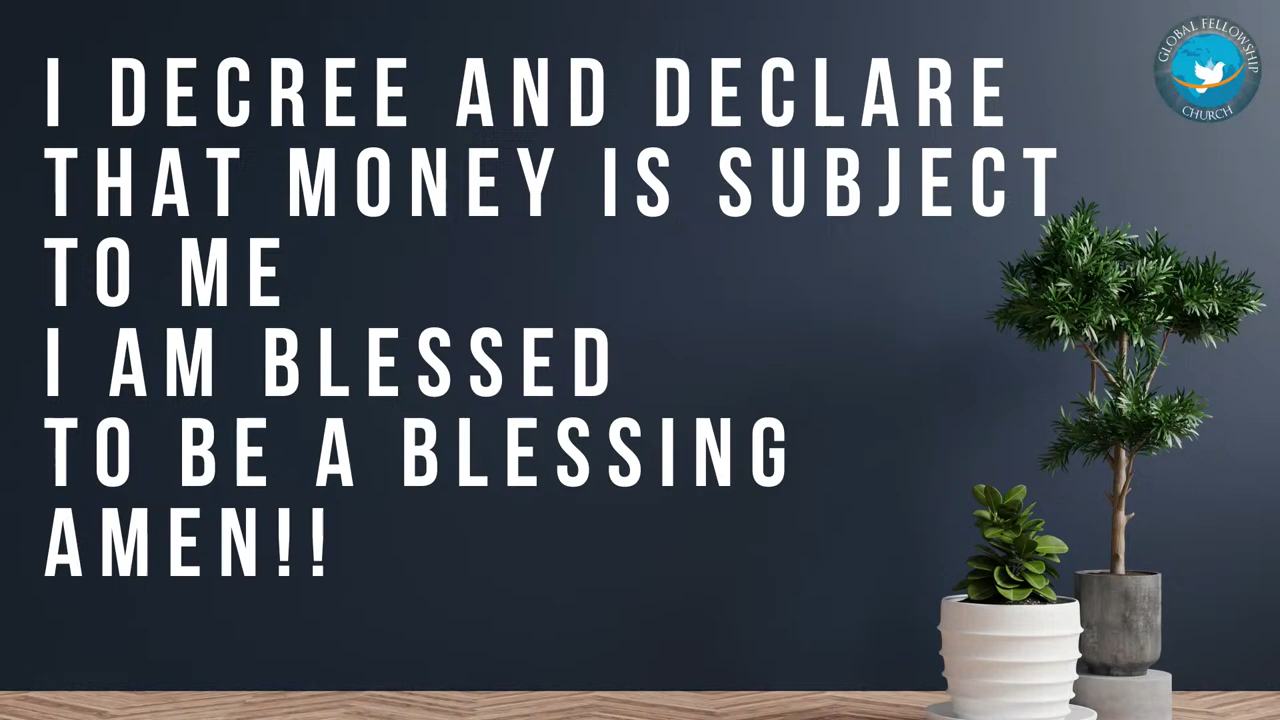 I DECREE AND DECLARE
THAT MONEY IS SUBJECT
TO ME
I AM BLESSED
TO BE A BLESSING
AMEN!!
GLOBAL FELLOWSHIP
CHURCH